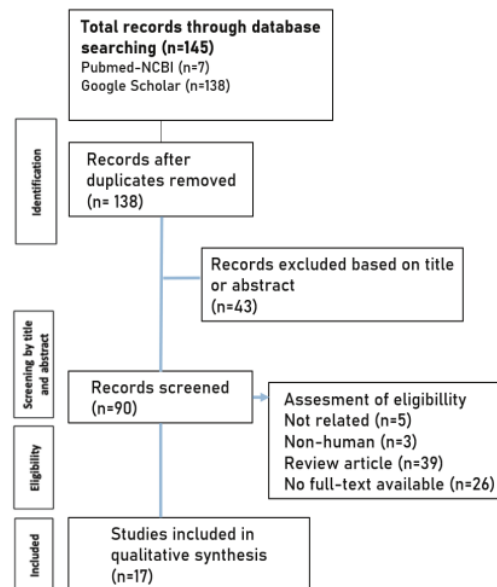 Total records through database
searching (n=145)
Pubmed-NCBI (n=7)
Google Scholar (n=138)
Identification
Records after
duplicates removed
(n= 138)
Records excluded based on title
or abstract
(n=43)
Screening by title
and abstract
Records screened
(n=90)
Assesment of eligibillity
Not related (n=5)
Non-human (n=3)
Review article (n=39)
No full-text available (n=26)
Eligibility
Included
Studies included in
qualitative synthesis
(n=17)